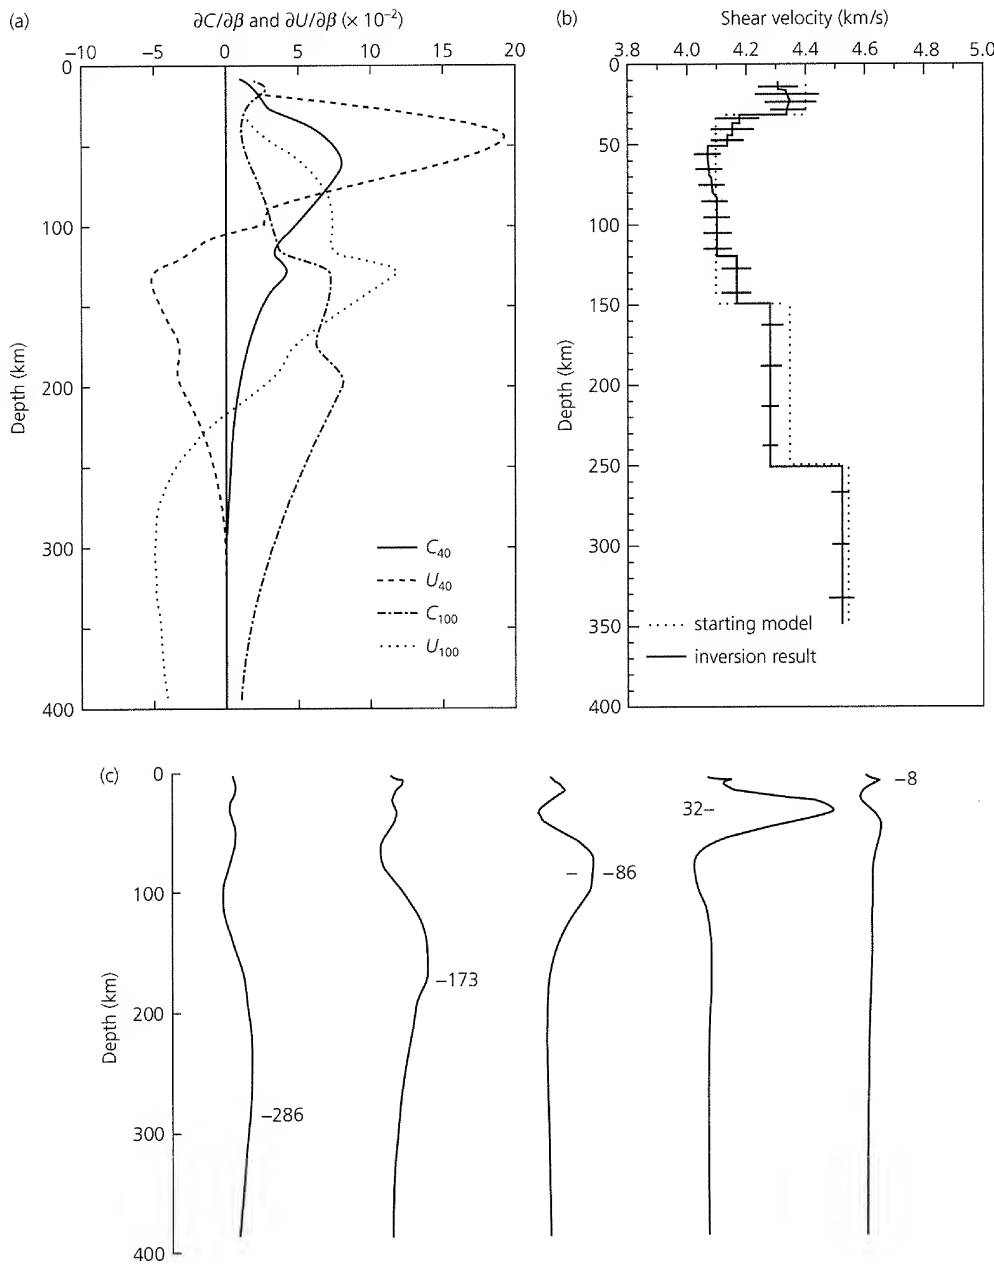 (a)
∂C/∂β and ∂U/∂β (× 10⁻²)
−10 −5 0 5 10 15 20
0
100
200
300
400
Depth (km)
C₄₀
U₄₀
C₁₀₀
U₁₀₀
(b)
Shear velocity (km/s)
3.8 4.0 4.2 4.4 4.6 4.8 5.0
0
50
100
150
200
250
300
350
400
Depth (km)
starting model
inversion result
(c)
0
100
200
300
400
Depth (km)
–286
–173
– –86
32–
–8